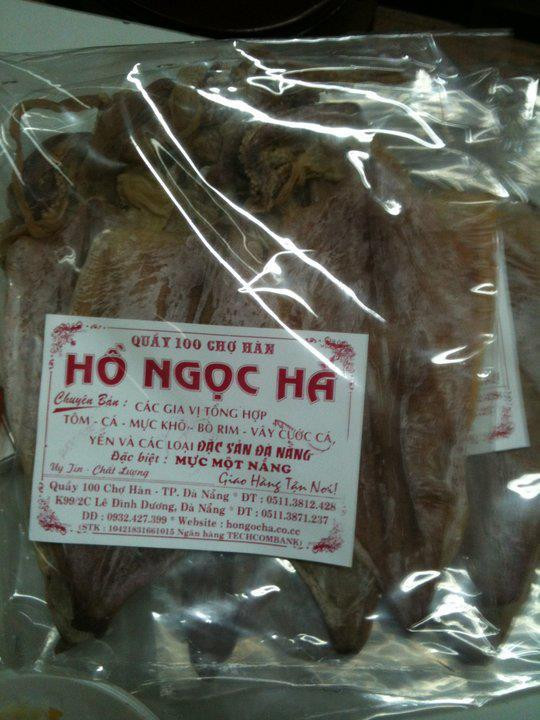 QUẦY 100 CHỢ HÀN
HỒ NGỌC HÀ
Chuyên Bán : CÁC GIA VỊ TỔNG HỢP
TÔM - CÁ - MỰC KHÔ - BÒ RIM - VÂY CƯỚC CÁ,
YẾN VÀ CÁC LOẠI ĐẶC SẢN ĐÀ NẴNG
Đặc biệt : MỰC MỘT NẮNG
Uy Tín - Chất Lượng
Giao Hàng Tận Nơi!
Quầy 100 Chợ Hàn - TP. Đà Nẵng * ĐT : 0511.3812.428
K99/2C Lê Đình Dương, Đà Nẵng * ĐT : 0511.3871.237
DĐ : 0932.427.399 * Website : hongocha.co.cc
(STK : 10421831661015 Ngân hàng TECHCOMBANK)